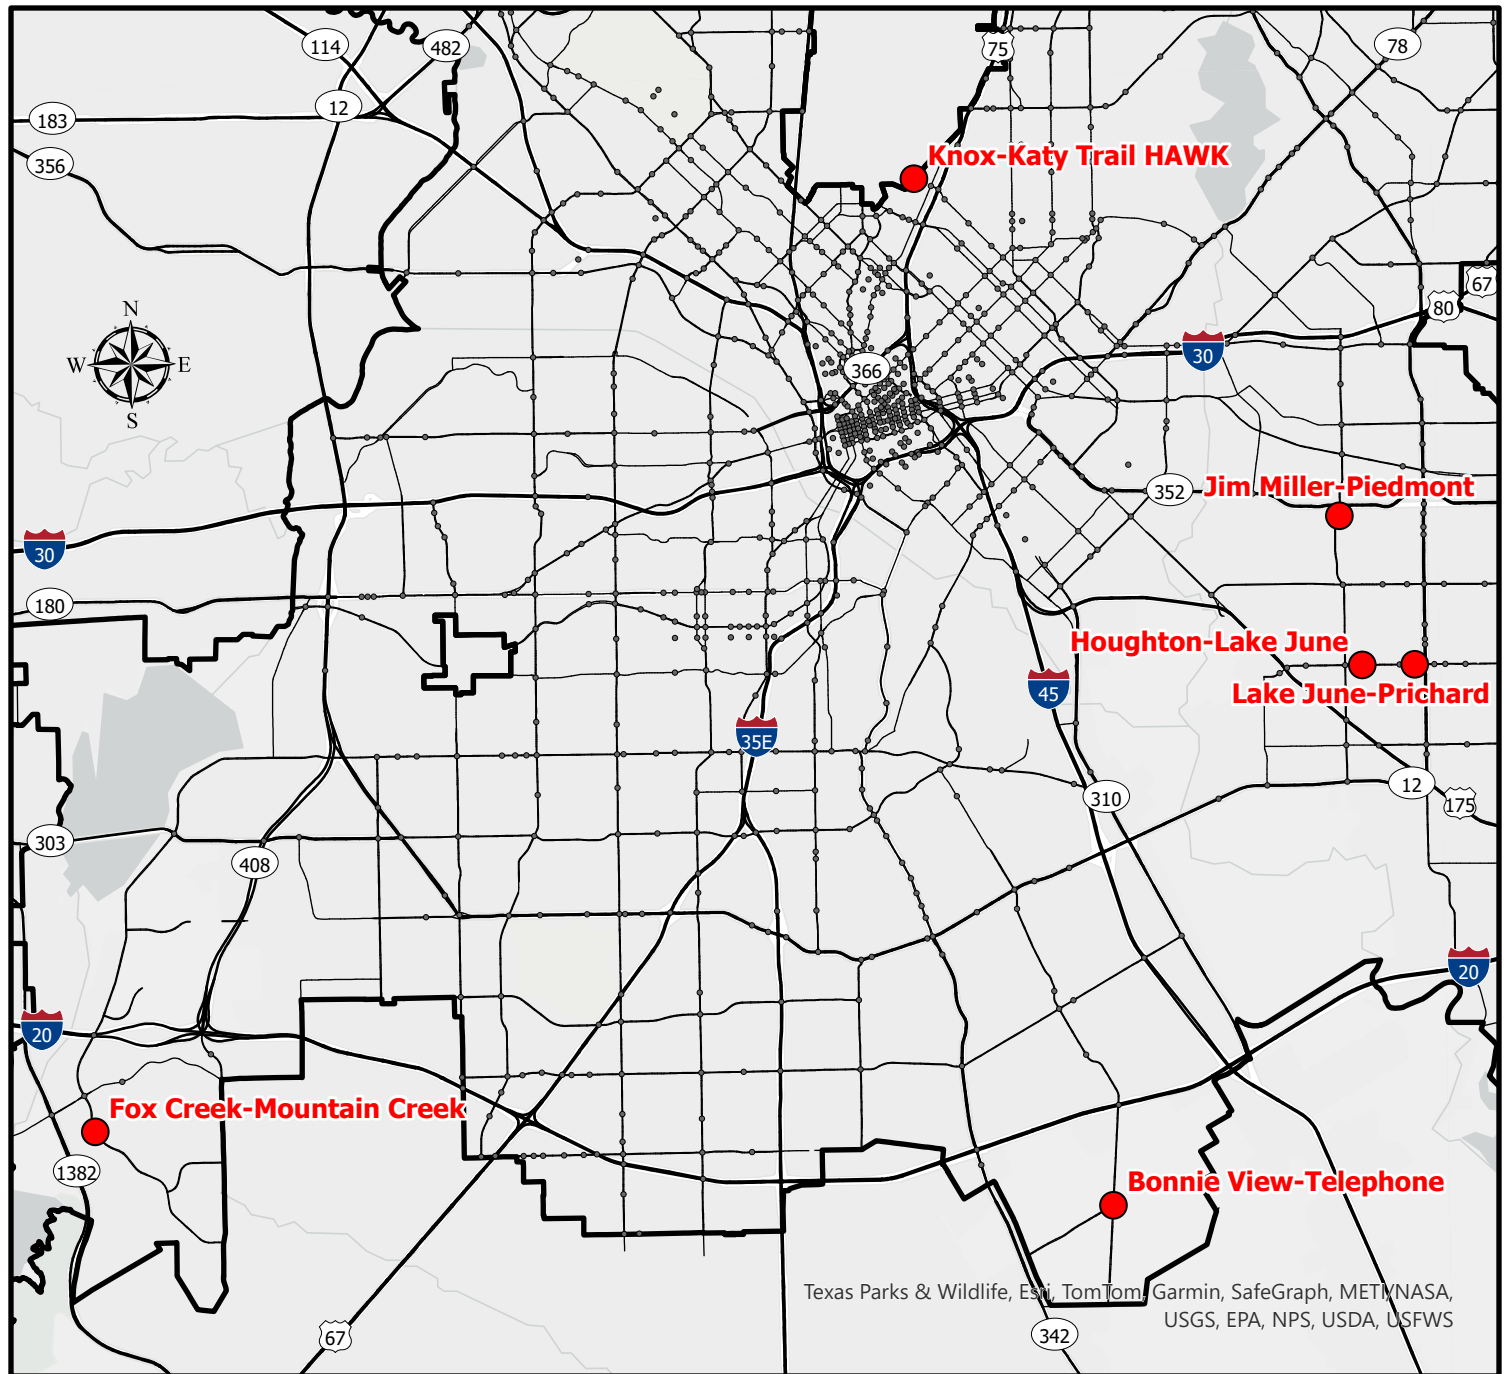 114
482
75
78
12
183
356
Knox-Katy Trail HAWK
67
80
N
W E
S
30
366
352
Jim Miller-Piedmont
30
180
Houghton-Lake June
45
Lake June-Prichard
35E
12
310
175
303
408
20
20
Fox Creek-Mountain Creek
1382
Bonnie View-Telephone
Texas Parks & Wildlife, Esri, TomTom, Garmin, SafeGraph, METI/NASA,
USGS, EPA, NPS, USDA, USFWS
67
342